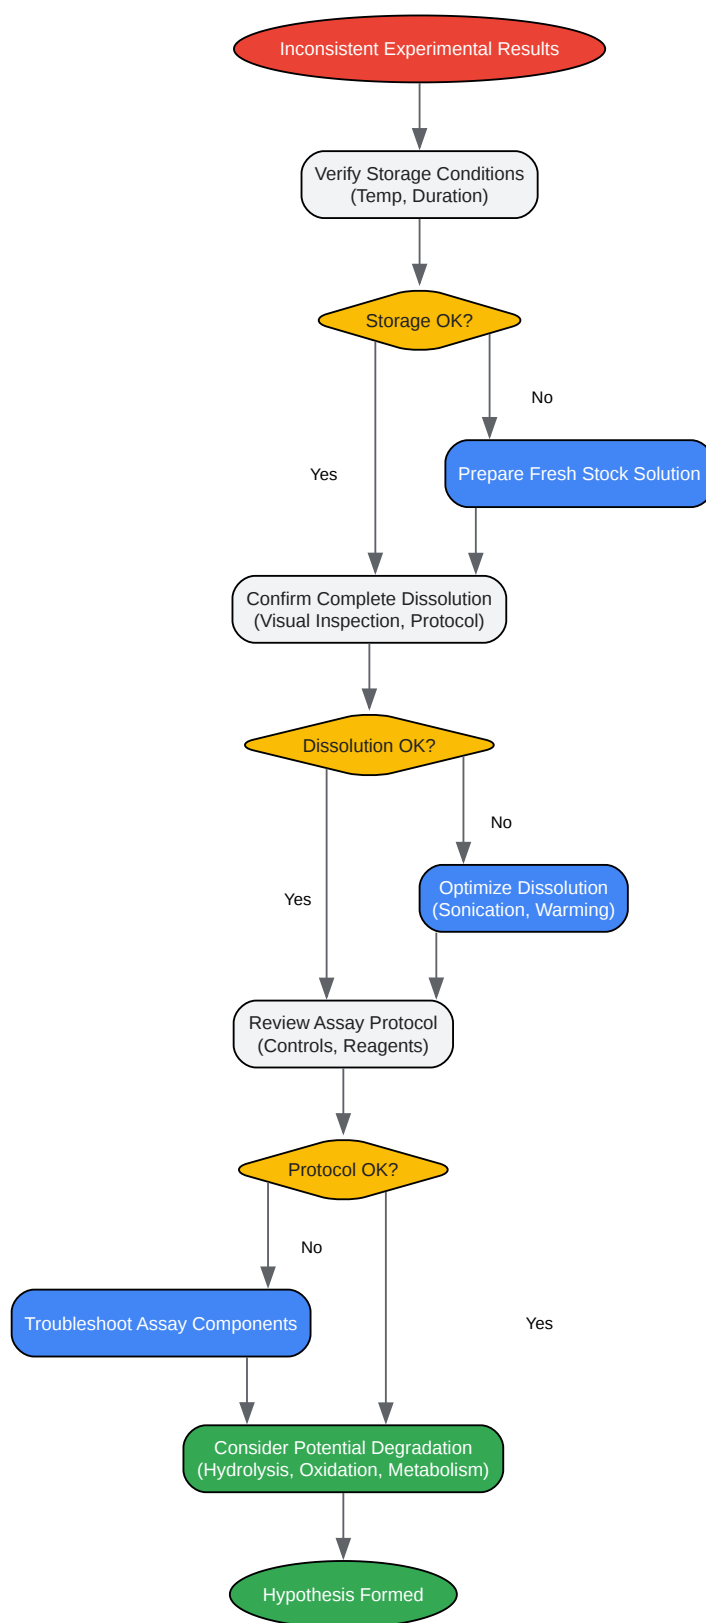 Inconsistent Experimental Results
Verify Storage Conditions
(Temp, Duration)
Storage OK?
No
Yes
Prepare Fresh Stock Solution
Confirm Complete Dissolution
(Visual Inspection, Protocol)
Dissolution OK?
No
Yes
Optimize Dissolution
(Sonication, Warming)
Review Assay Protocol
(Controls, Reagents)
Protocol OK?
No
Troubleshoot Assay Components
Yes
Consider Potential Degradation
(Hydrolysis, Oxidation, Metabolism)
Hypothesis Formed